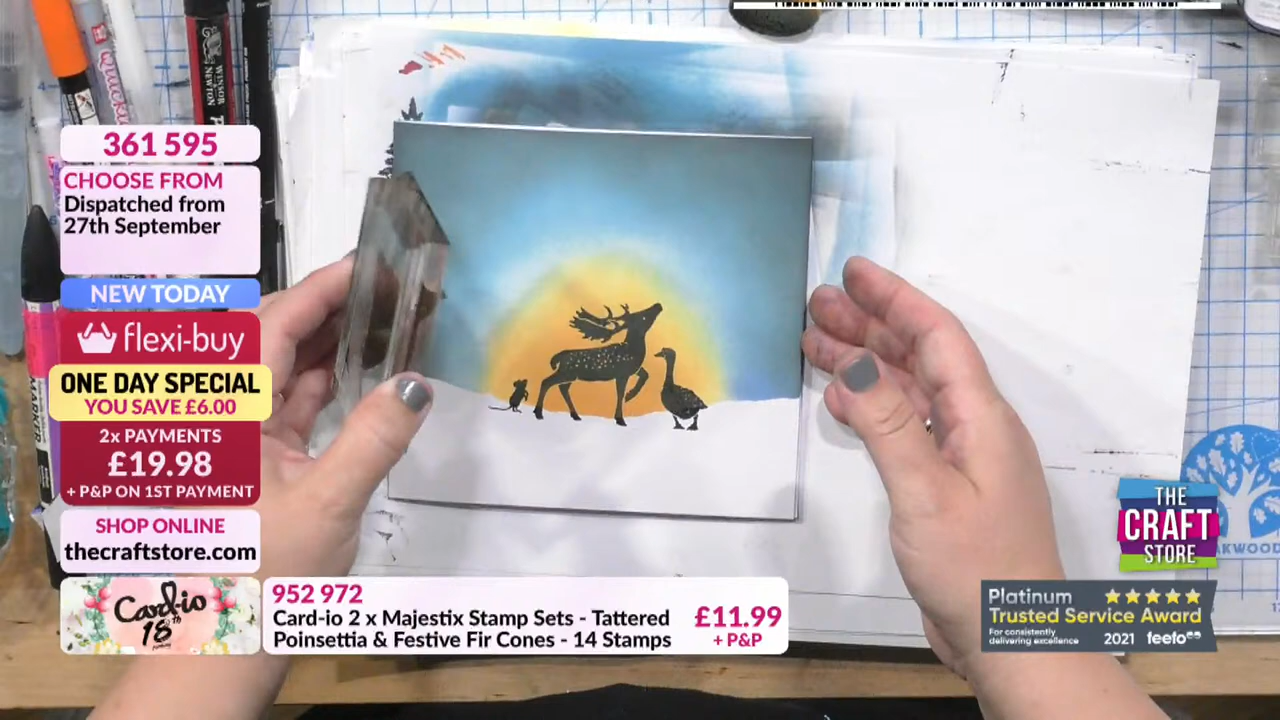 361 595
CHOOSE FROM
Dispatched from
27th September
NEW TODAY
flexi-buy
ONE DAY SPECIAL
YOU SAVE £6.00
2x PAYMENTS
£19.98
+ P&P ON 1ST PAYMENT
SHOP ONLINE
thecraftstore.com
Card-io
18th
952 972
Card-io 2 x Majestix Stamp Sets - Tattered
Poinsettia & Festive Fir Cones - 14 Stamps
£11.99
+ P&P
THE
CRAFT
STORE
Platinum
Trusted Service Award
For consistently
delivering excellence
2021 feefo
WINSOR
NEWTON
MARKER